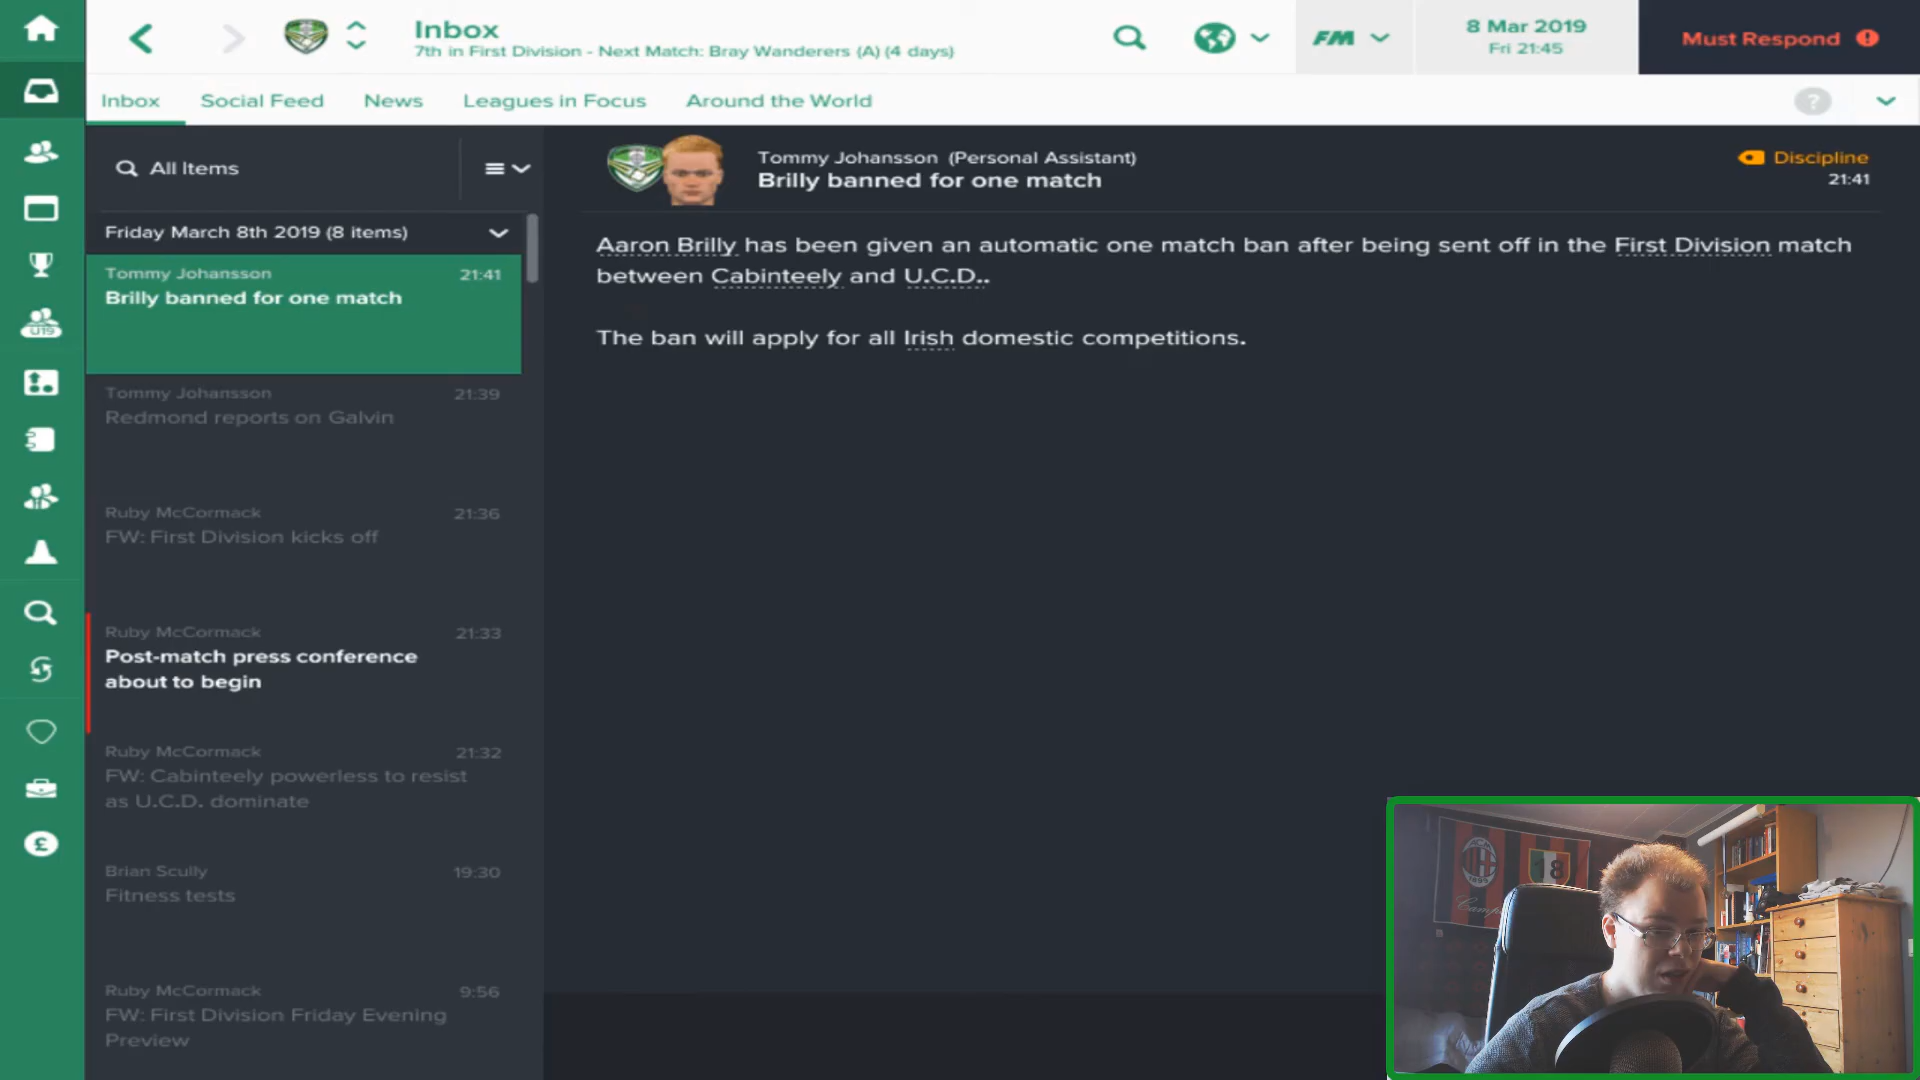 Inbox
7th in First Division - Next Match: Bray Wanderers (A) (4 days)
FM
8 Mar 2019
Fri 21:45
Must Respond
Inbox
Social Feed
News
Leagues in Focus
Around the World
?
All Items
Friday March 8th 2019 (8 items)
Tommy Johansson 21:41
Brilly banned for one match
Tommy Johansson 21:39
Redmond reports on Galvin
Ruby McCormack 21:36
FW: First Division kicks off
Ruby McCormack 21:33
Post-match press conference
about to begin
Ruby McCormack 21:32
FW: Cabinteely powerless to resist
as U.C.D. dominate
Brian Scully 19:30
Fitness tests
Ruby McCormack 9:56
FW: First Division Friday Evening
Preview
U19
£
Tommy Johansson (Personal Assistant)
Brilly banned for one match
Discipline
21:41
Aaron Brilly has been given an automatic one match ban after being sent off in the First Division match
between Cabinteely and U.C.D..
The ban will apply for all Irish domestic competitions.
18